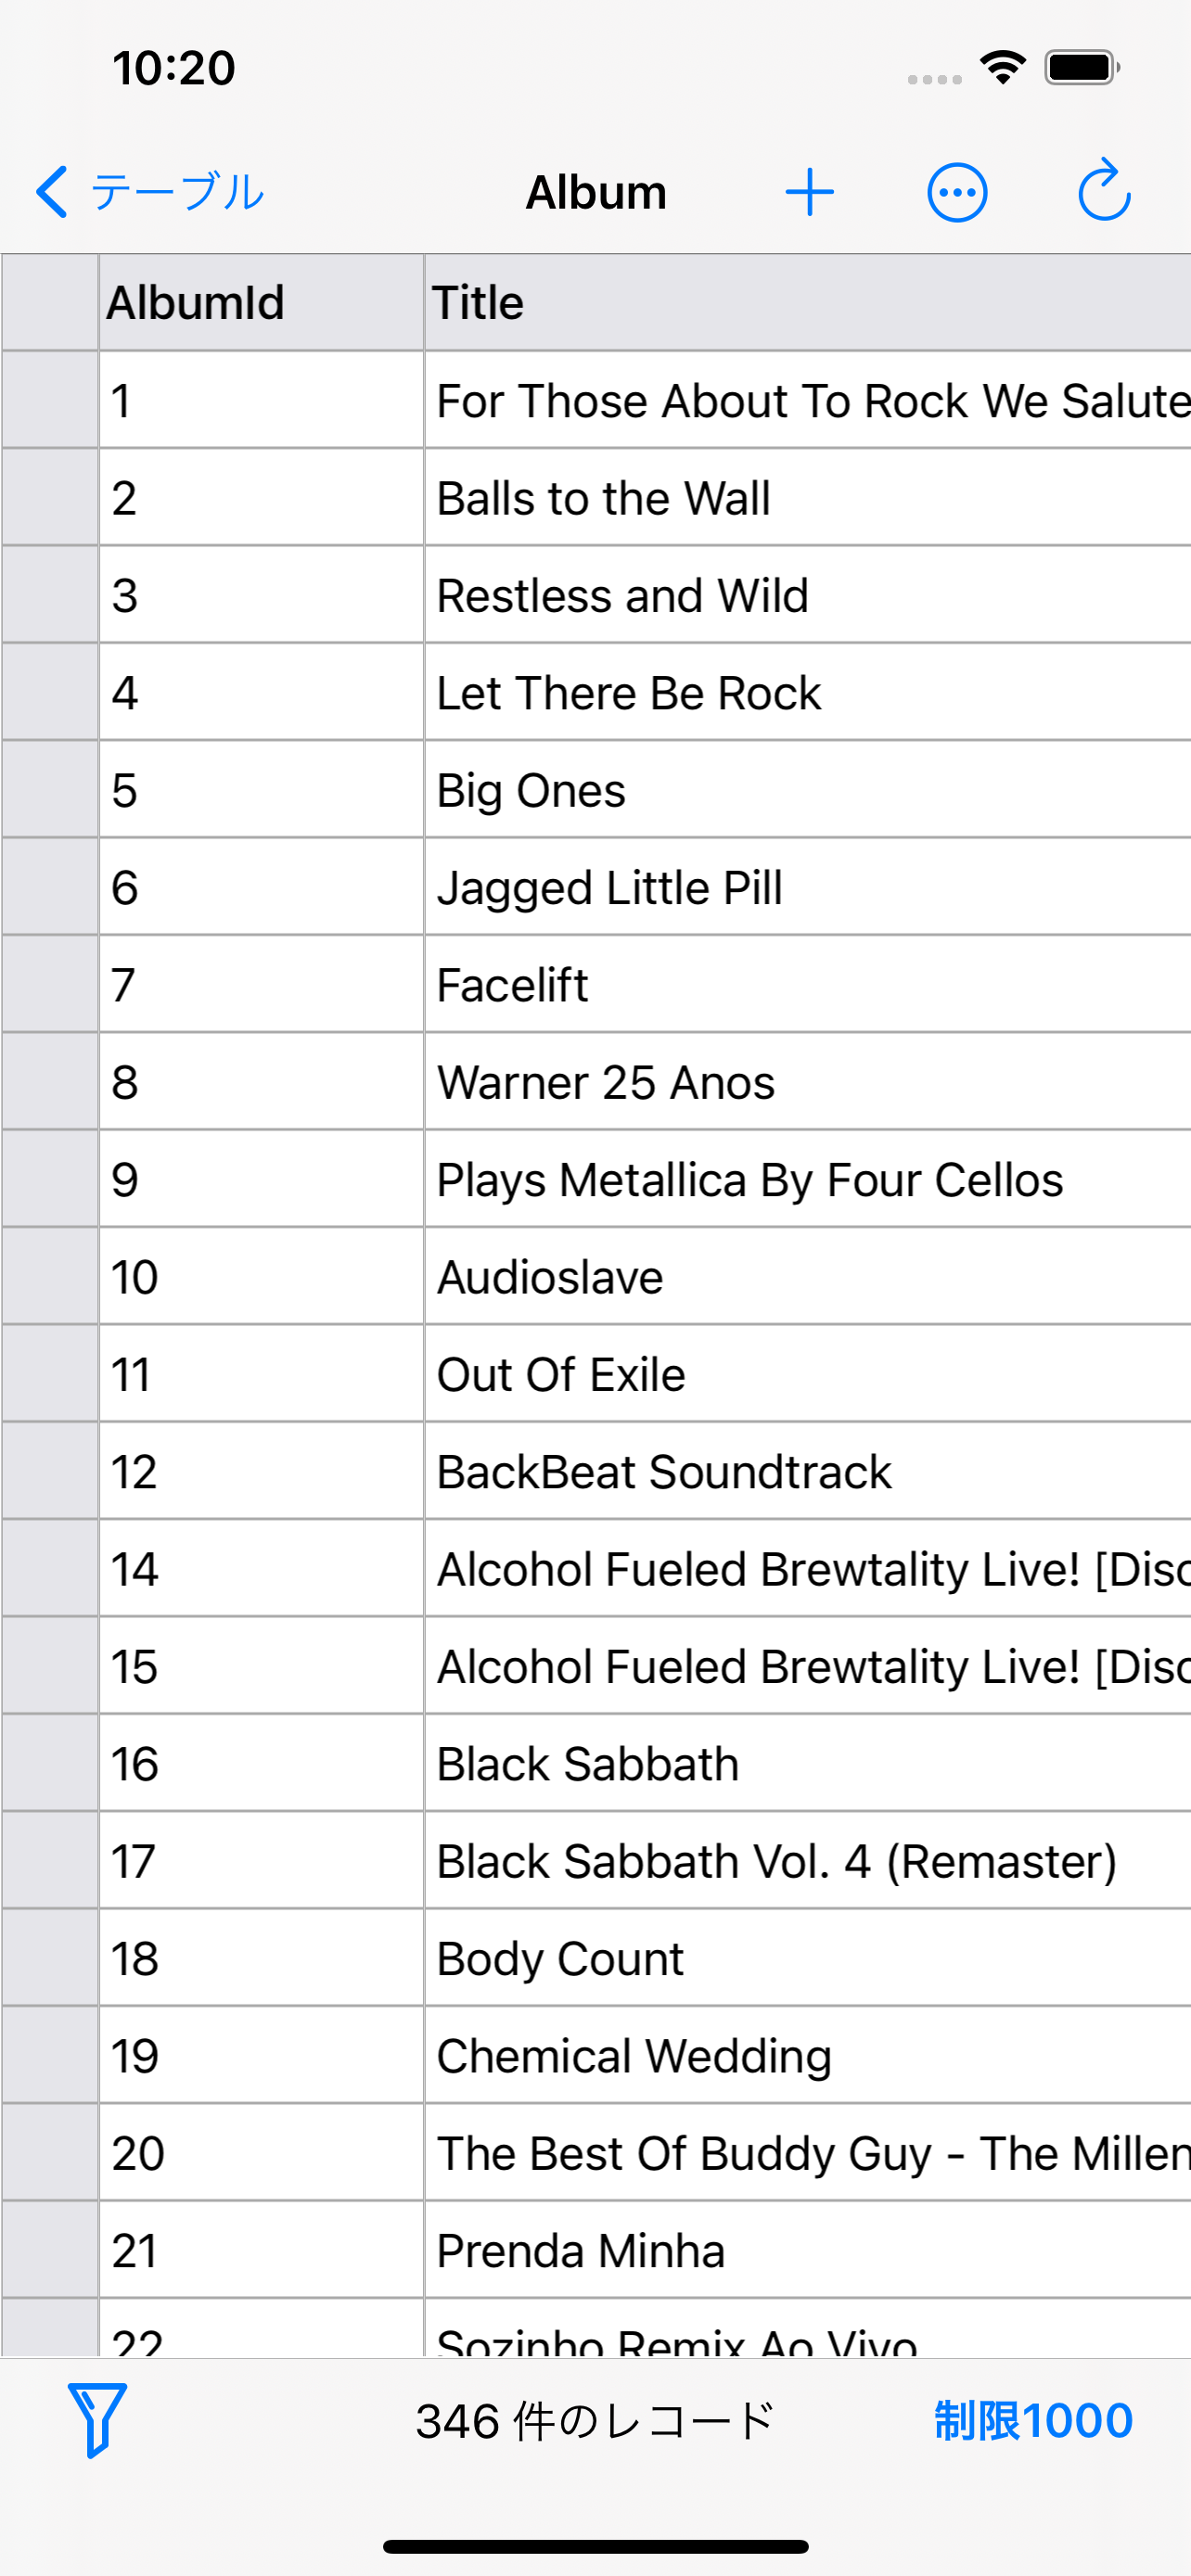 10:20
テーブル Album
AlbumId Title
1 For Those About To Rock We Salute
2 Balls to the Wall
3 Restless and Wild
4 Let There Be Rock
5 Big Ones
6 Jagged Little Pill
7 Facelift
8 Warner 25 Anos
9 Plays Metallica By Four Cellos
10 Audioslave
11 Out Of Exile
12 BackBeat Soundtrack
14 Alcohol Fueled Brewtality Live! [Disc
15 Alcohol Fueled Brewtality Live! [Disc
16 Black Sabbath
17 Black Sabbath Vol. 4 (Remaster)
18 Body Count
19 Chemical Wedding
20 The Best Of Buddy Guy - The Millen
21 Prenda Minha
22 Sozinho Remix Ao Vivo
346 件のレコード 制限1000